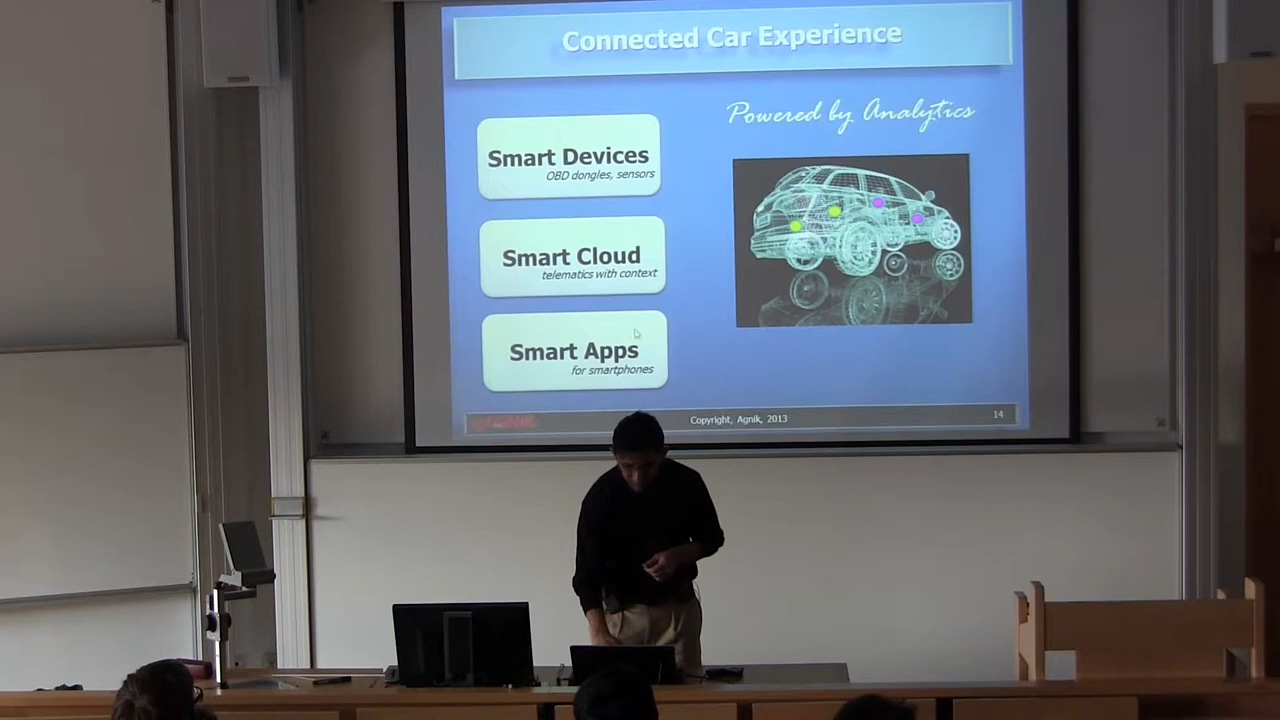 Connected Car Experience
Powered by Analytics
Smart Devices
OBD dongles, sensors
Smart Cloud
telematics with context
Smart Apps
for smartphones
AGNIK
Copyright, Agnik, 2013
14